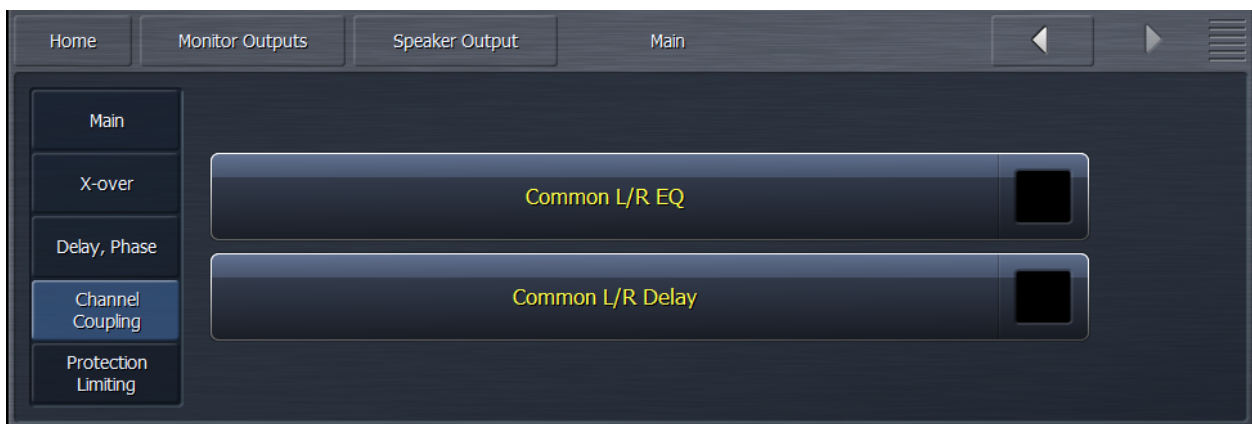 Home Monitor Outputs Speaker Output Main
Main
X-over
Delay, Phase
Channel
Coupling
Protection
Limiting
Common L/R EQ
Common L/R Delay